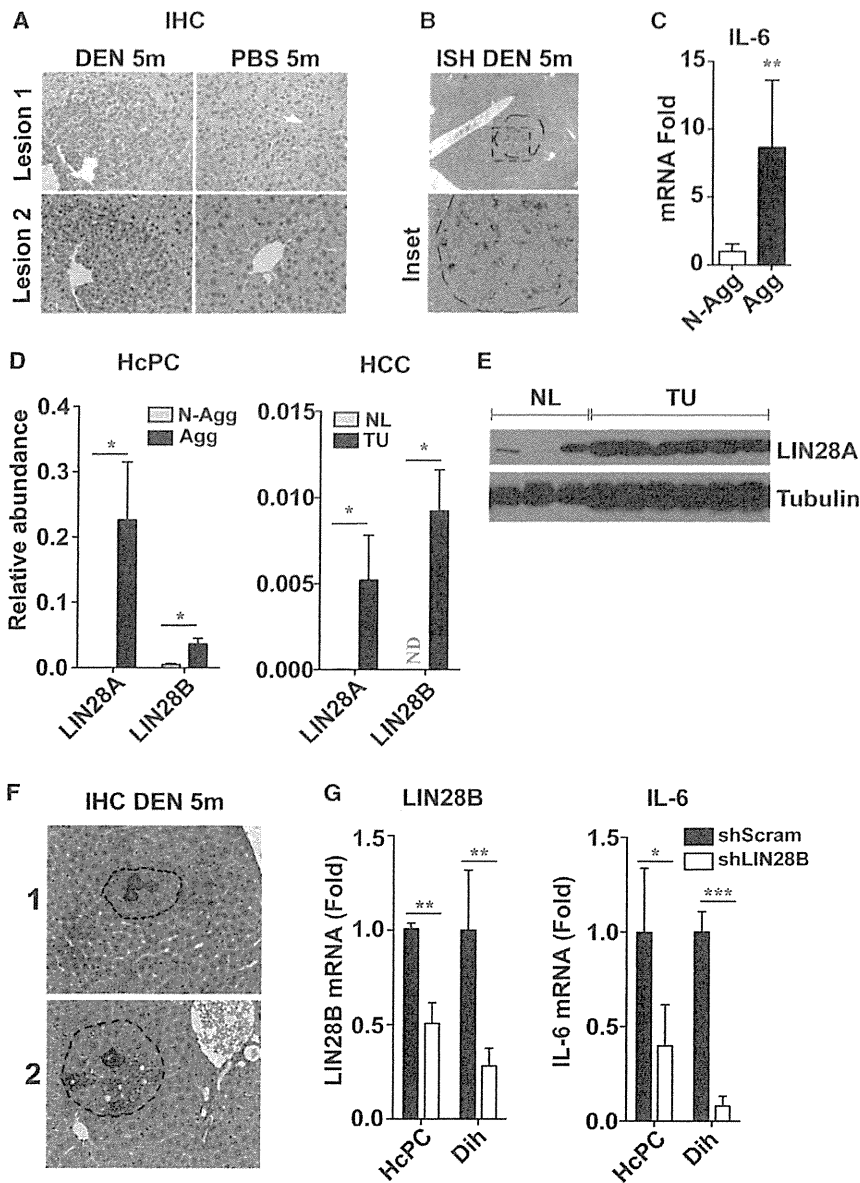 A
IHC
DEN 5m
PBS 5m
Lesion 1
Lesion 2
B
ISH DEN 5m
Inset
C
IL-6
mRNA Fold
15
10
5
0
**
N-Agg
Agg
D
HcPC
Relative abundance
0.4
0.3
0.2
0.1
0.0
N-Agg
Agg
*
*
LIN28A
LIN28B
HCC
0.015
0.010
0.005
0.000
NL
TU
*
*
ND
LIN28A
LIN28B
E
NL
TU
LIN28A
Tubulin
F
IHC DEN 5m
1
2
G
LIN28B
LIN28B mRNA (Fold)
1.5
1.0
0.5
0.0
**
**
HcPC
Dih
IL-6
IL-6 mRNA (Fold)
1.5
1.0
0.5
0.0
shScram
shLIN28B
*
***
HcPC
Dih